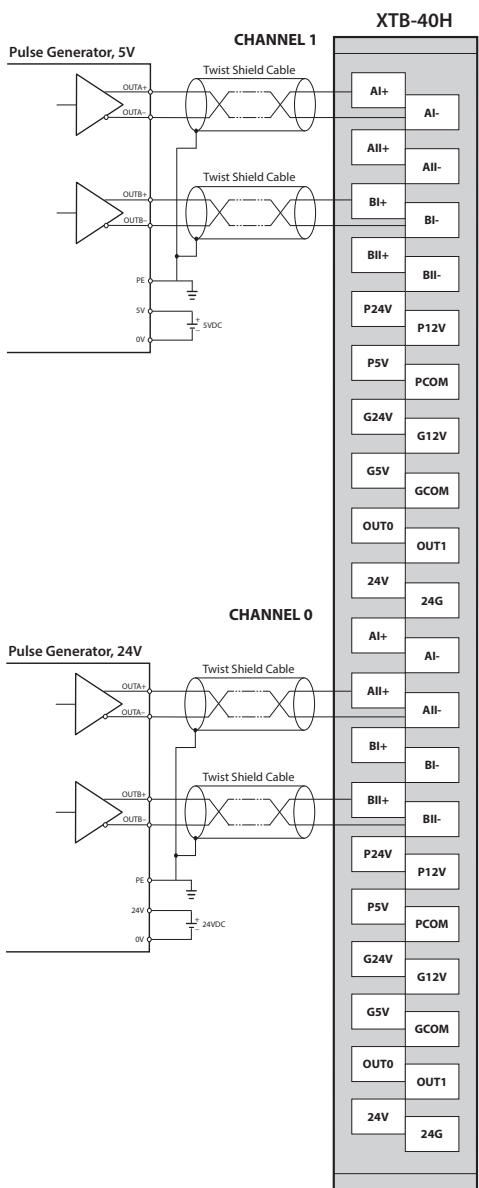 XTB-40H
CHANNEL 1
Pulse Generator, 5V
Twist Shield Cable
OUTA+
OUTA–
Twist Shield Cable
OUTB+
OUTB–
PE
5V
+
–
5VDC
0V
AI+
AI-
AII+
AII-
BI+
BI-
BII+
BII-
P24V
P12V
P5V
PCOM
G24V
G12V
G5V
GCOM
OUT0
OUT1
24V
24G
CHANNEL 0
Pulse Generator, 24V
Twist Shield Cable
OUTA+
OUTA–
Twist Shield Cable
OUTB+
OUTB–
PE
24V
+
–
24VDC
0V
AI+
AI-
AII+
AII-
BI+
BI-
BII+
BII-
P24V
P12V
P5V
PCOM
G24V
G12V
G5V
GCOM
OUT0
OUT1
24V
24G